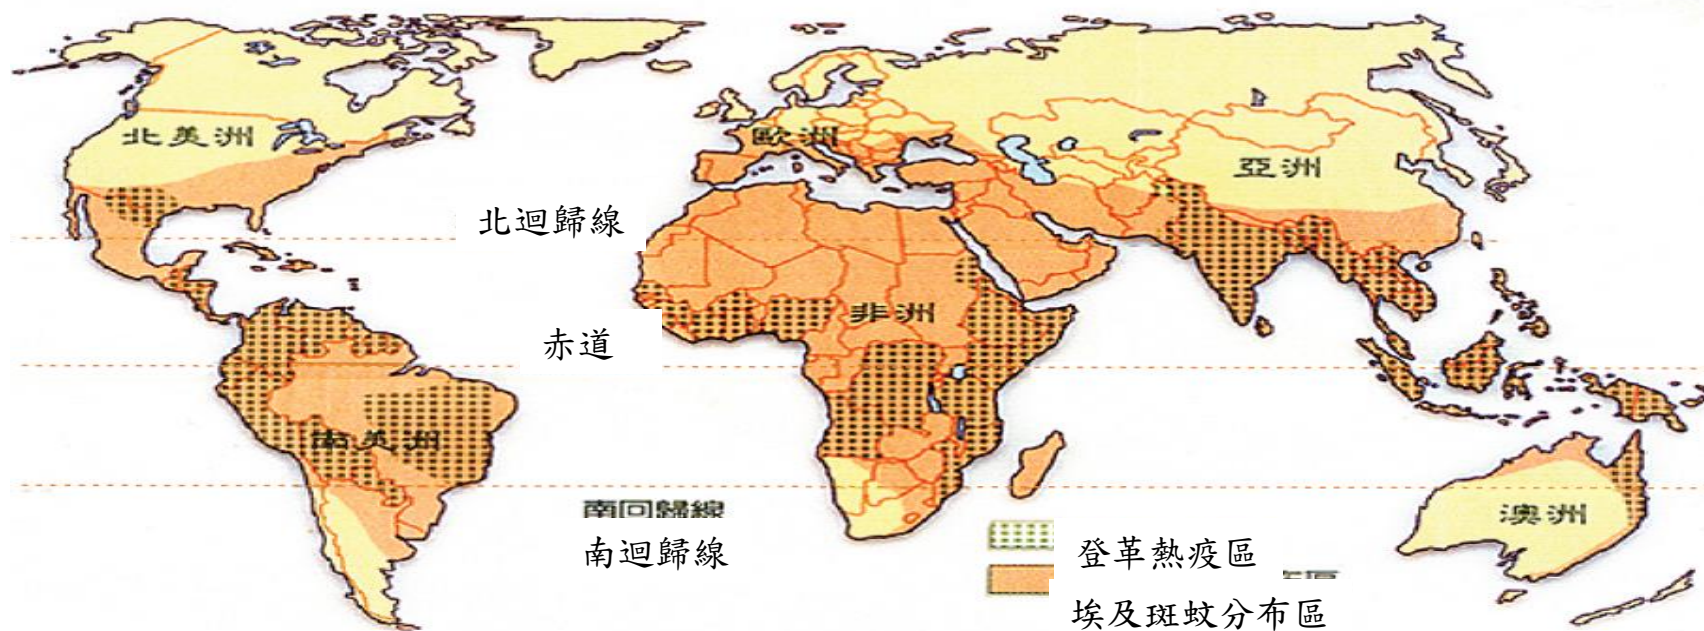 北美洲
歐洲
亞洲
北迴歸線
非洲
赤道
南美洲
南回歸線
南迴歸線
澳洲
登革熱疫區
埃及斑蚊分布區